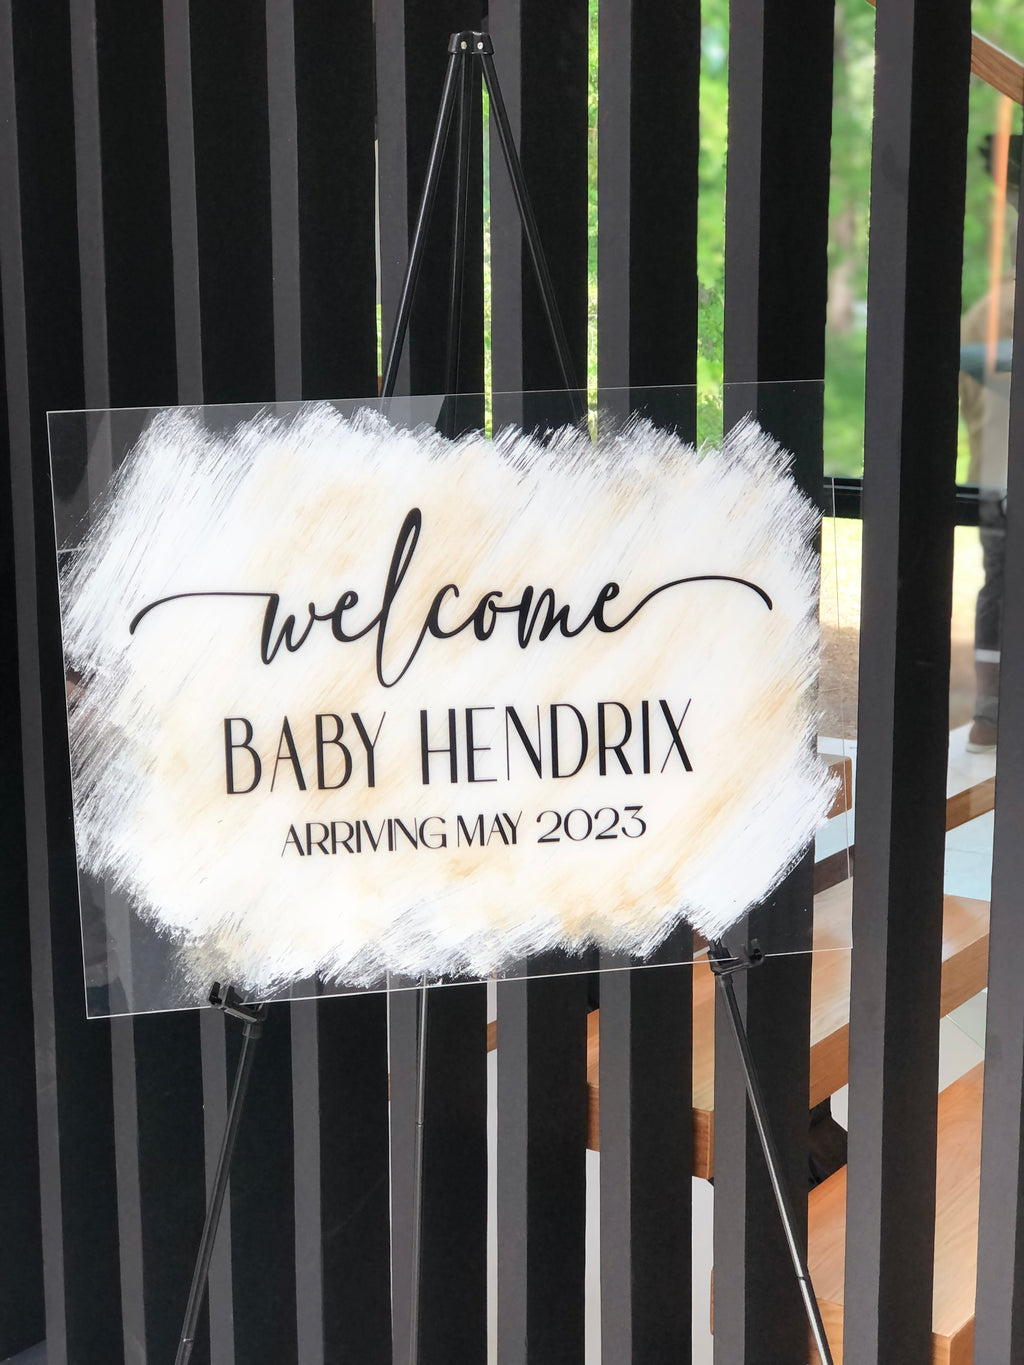 welcome
BABY HENDRIX
ARRIVING MAY 2023